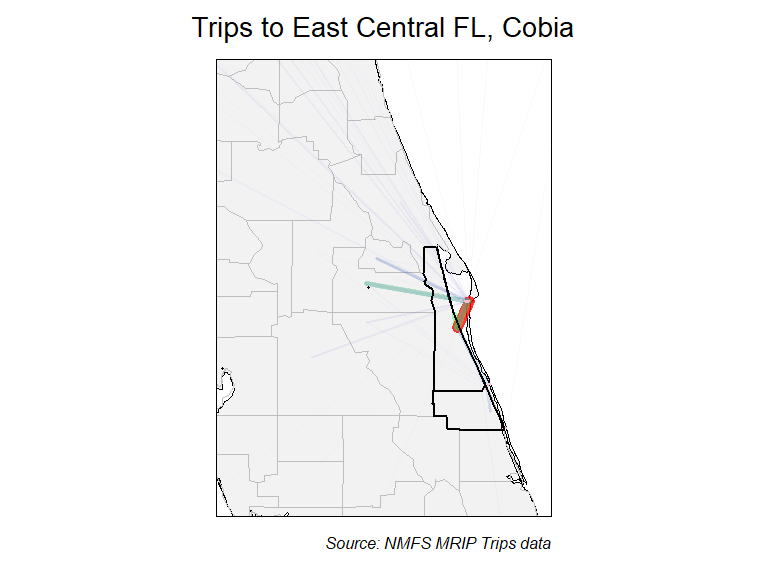 Trips to East Central FL, Cobia
Source: NMFS MRIP Trips data